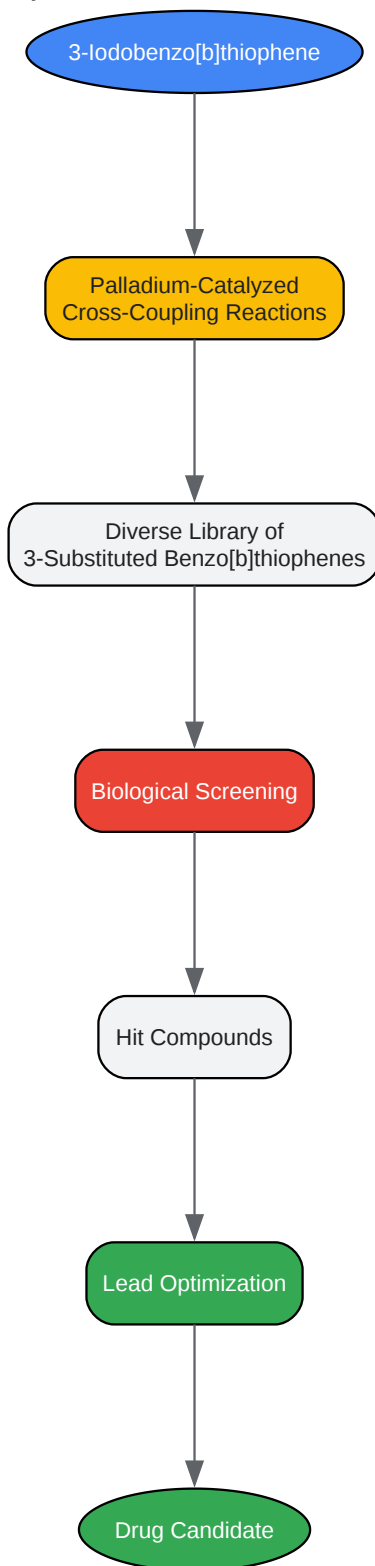 3-Iodobenzo[b]thiophene
Palladium-Catalyzed
Cross-Coupling Reactions
Diverse Library of
3-Substituted Benzo[b]thiophenes
Biological Screening
Hit Compounds
Lead Optimization
Drug Candidate